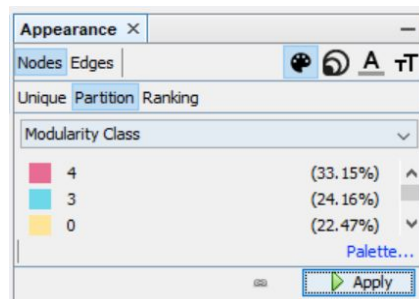 Appearance
Nodes Edges
Unique Partition Ranking
Modularity Class
4 (33.15%)
3 (24.16%)
0 (22.47%)
Palette...
Apply